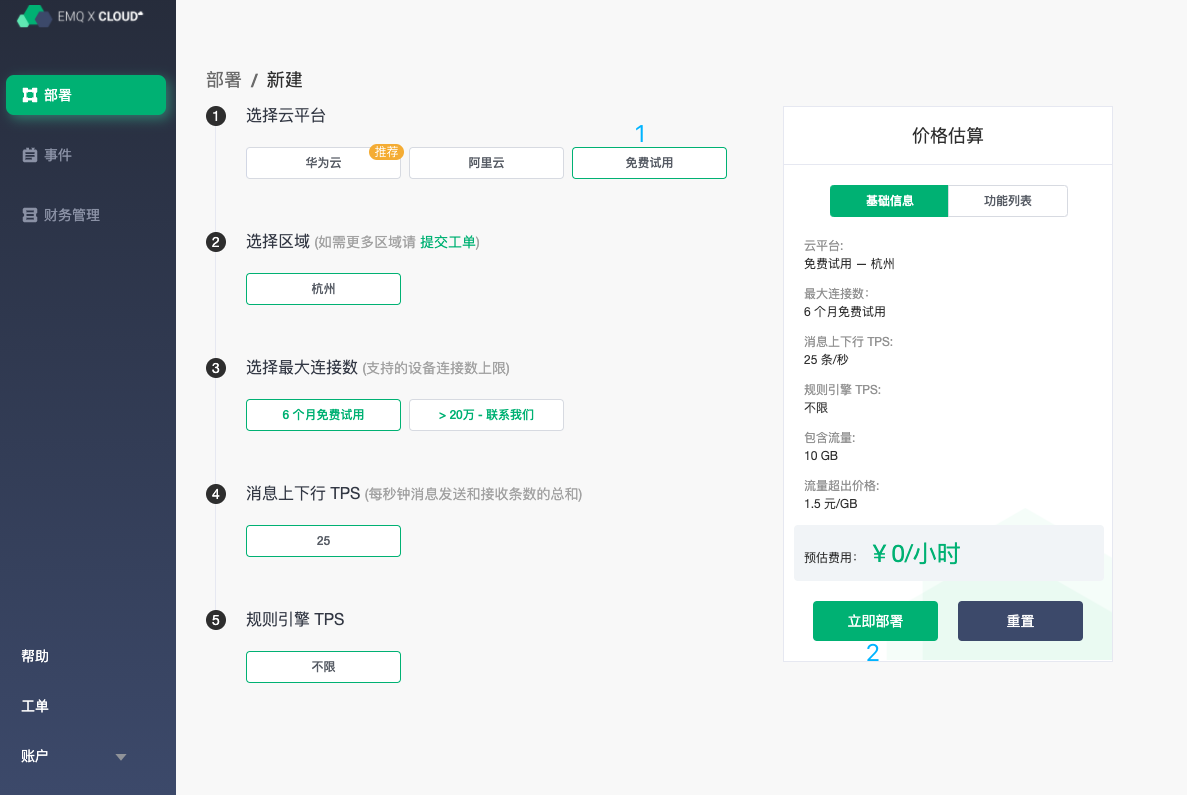 EMQ X CLOUD
部署
事件
财务管理
帮助
工单
账户
部署 / 新建
1 选择云平台
1
华为云 推荐 阿里云 免费试用
2 选择区域 (如需更多区域请 提交工单)
杭州
3 选择最大连接数 (支持的设备连接数上限)
6 个月免费试用 > 20万 - 联系我们
4 消息上下行 TPS (每秒钟消息发送和接收条数的总和)
25
5 规则引擎 TPS
不限
价格估算
基础信息 功能列表
云平台:
免费试用 — 杭州
最大连接数:
6 个月免费试用
消息上下行 TPS:
25 条/秒
规则引擎 TPS:
不限
包含流量:
10 GB
流量超出价格:
1.5 元/GB
预估费用： ¥ 0/小时
立即部署 重置
2